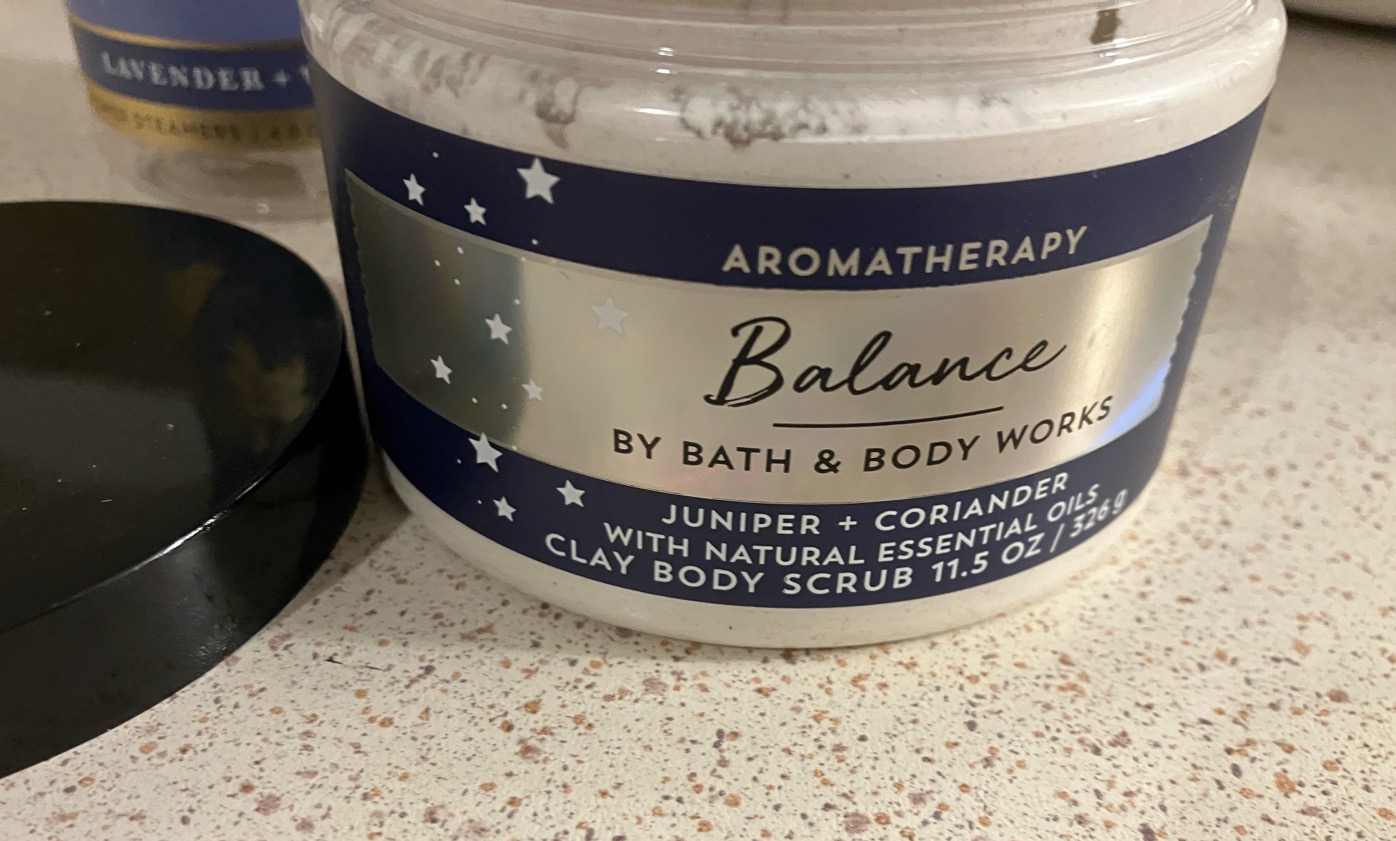 LAVENDER +
STEAMERS
AROMATHERAPY
Balance
BY BATH & BODY WORKS
JUNIPER + CORIANDER
WITH NATURAL ESSENTIAL OILS
CLAY BODY SCRUB 11.5 OZ / 326 g